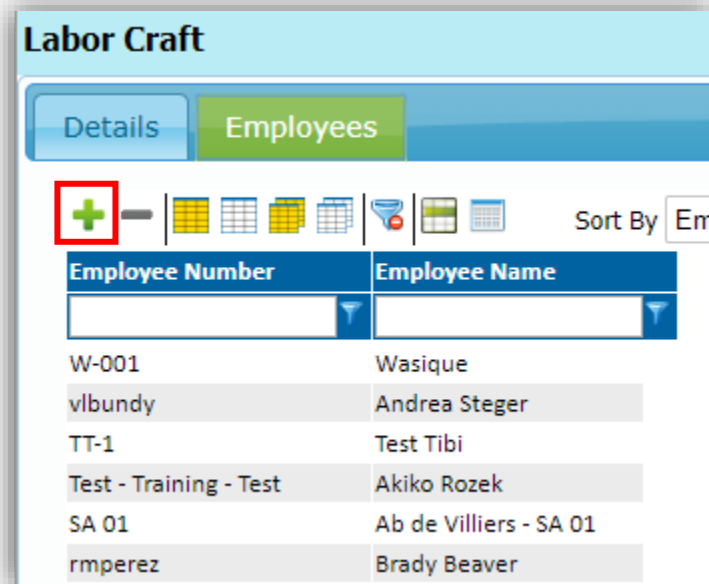 Labor Craft
Details Employees
Sort By Em
Employee Number Employee Name
W-001 Wasique
vlbundy Andrea Steger
TT-1 Test Tibi
Test - Training - Test Akiko Rozek
SA 01 Ab de Villiers - SA 01
rmperez Brady Beaver